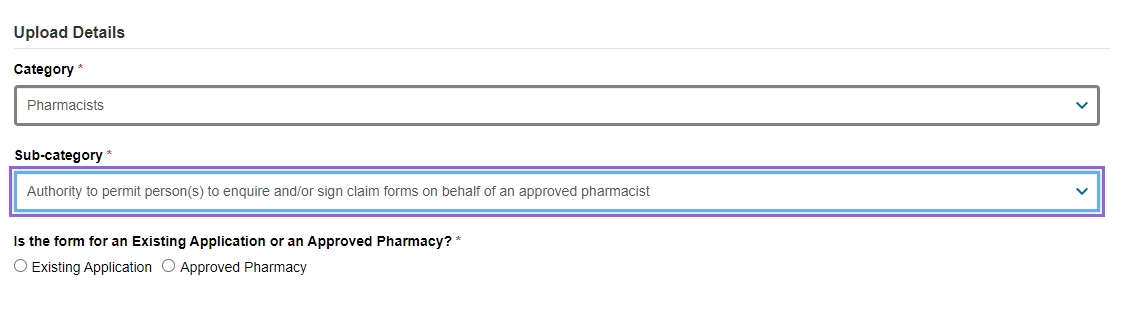 Upload Details
Category *
Pharmacists
Sub-category *
Authority to permit person(s) to enquire and/or sign claim forms on behalf of an approved pharmacist
Is the form for an Existing Application or an Approved Pharmacy? *
Existing Application Approved Pharmacy